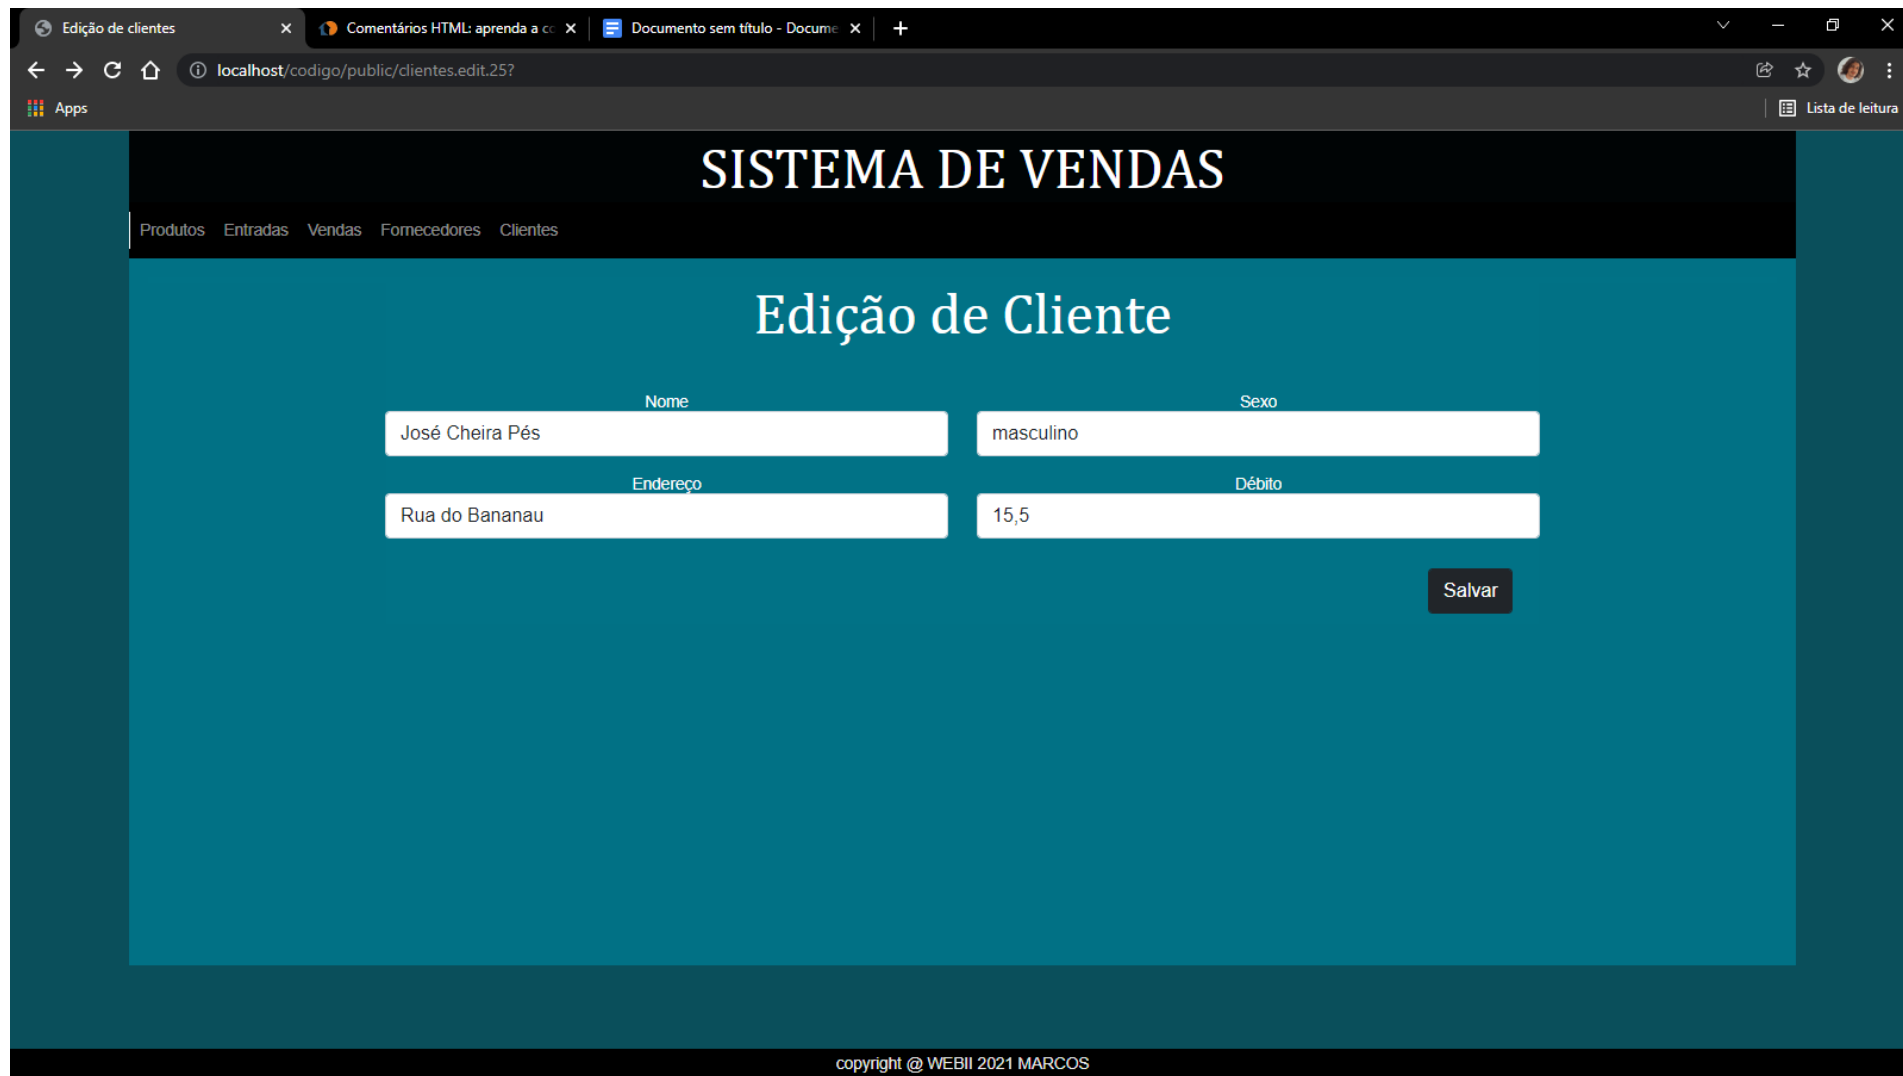 Edição de clientes Comentários HTML: aprenda a co Documento sem título - Docume
localhost/codigo/public/clientes.edit.25?
Apps Lista de leitura
SISTEMA DE VENDAS
Produtos Entradas Vendas Fornecedores Clientes
Edição de Cliente
Nome Sexo
José Cheira Pés masculino
Endereço Débito
Rua do Bananau 15,5
Salvar
copyright @ WEBII 2021 MARCOS